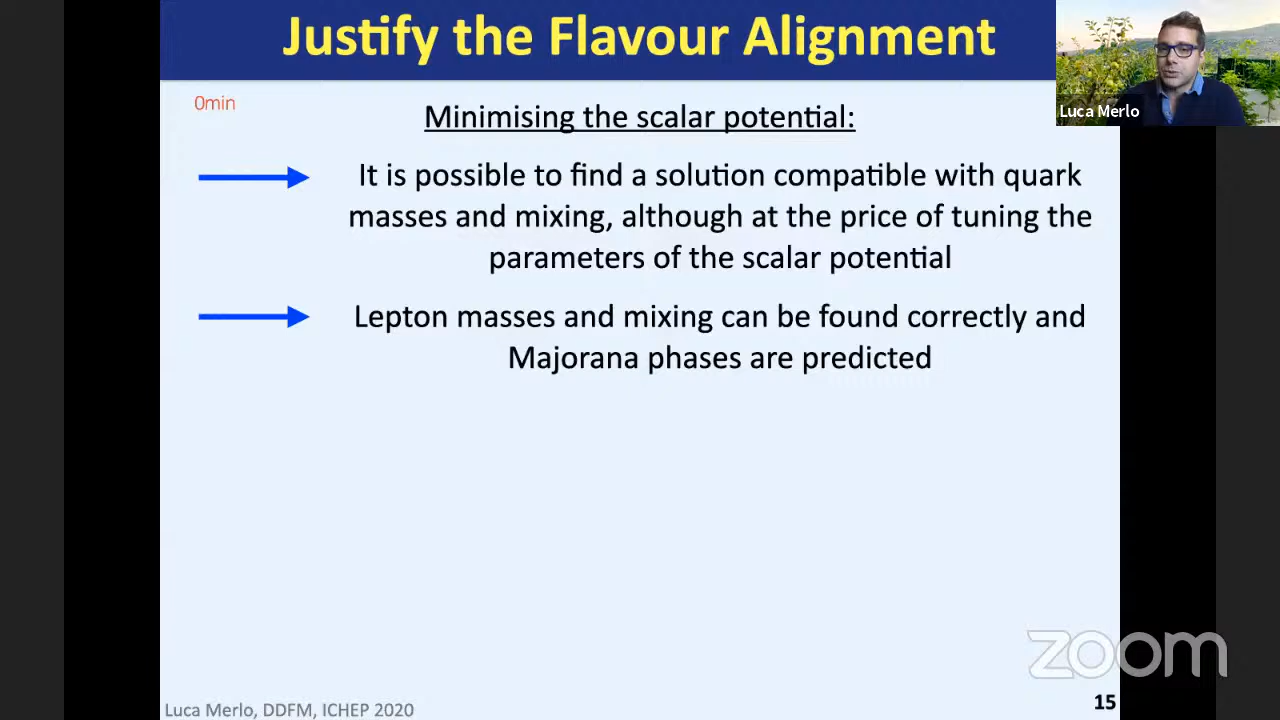 Justify the Flavour Alignment
0min
Minimising the scalar potential:
It is possible to find a solution compatible with quark
masses and mixing, although at the price of tuning the
parameters of the scalar potential
Lepton masses and mixing can be found correctly and
Majorana phases are predicted
Luca Merlo
zoom
Luca Merlo, DDFM, ICHEP 2020
15